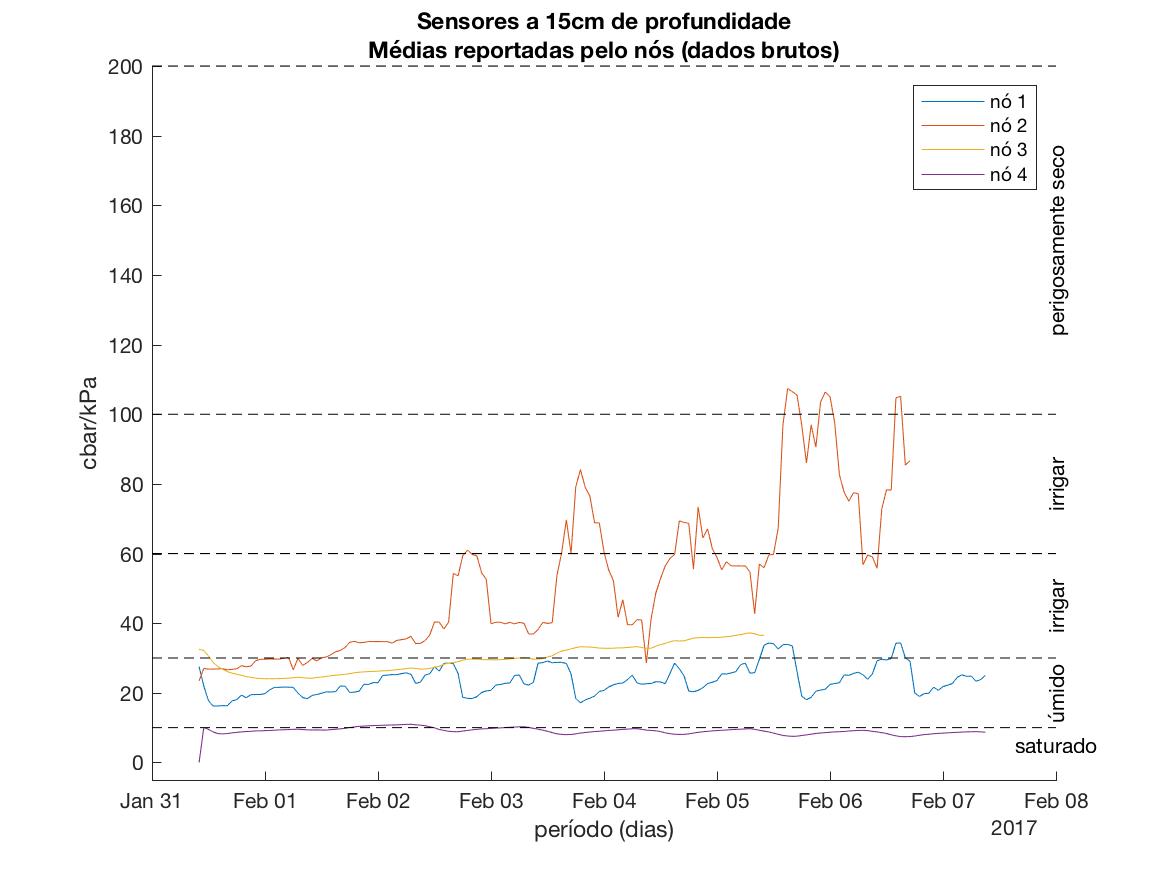 Sensores a 15cm de profundidade
Médias reportadas pelo nós (dados brutos)
200
180
160
140
120
100
80
60
40
20
0
cbar/kPa
nó 1
nó 2
nó 3
nó 4
perigosamente seco
irrigar
irrigar
úmido
saturado
Jan 31 Feb 01 Feb 02 Feb 03 Feb 04 Feb 05 Feb 06 Feb 07 Feb 08
período (dias)
2017